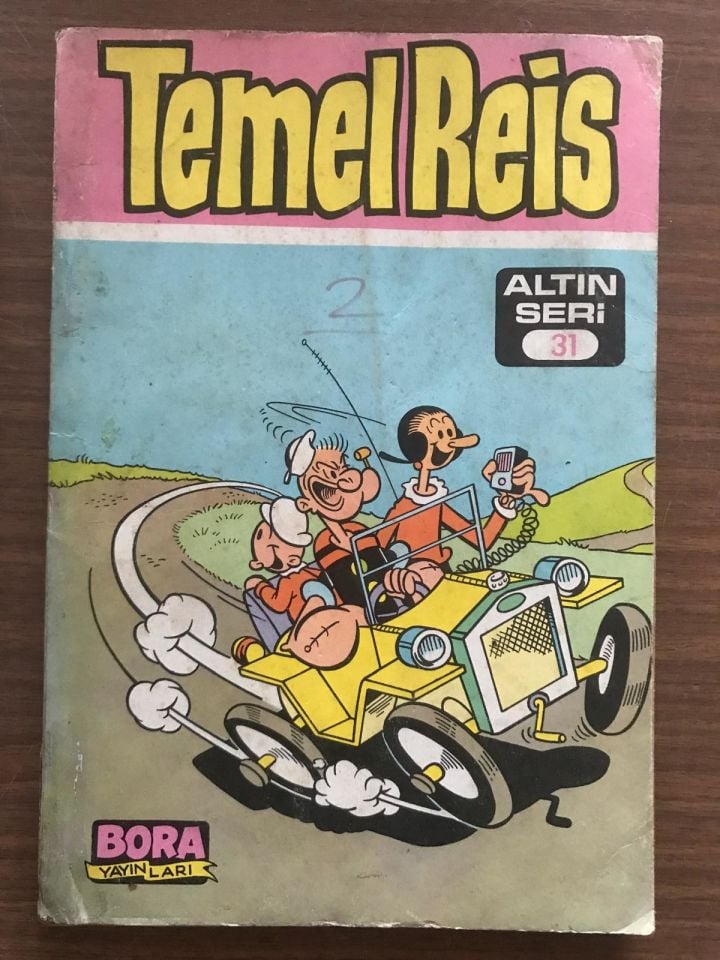 Temel Reis
2
ALTIN
SERİ
31
BORA
YAYINLARI